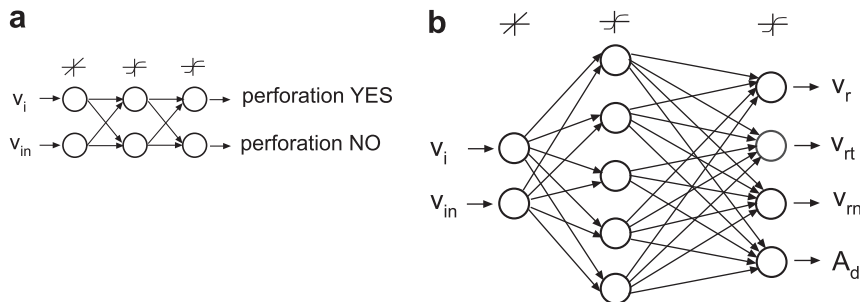 a
v_i
v_in
perforation YES
perforation NO
b
v_i
v_in
v_r
v_rt
v_rn
A_d